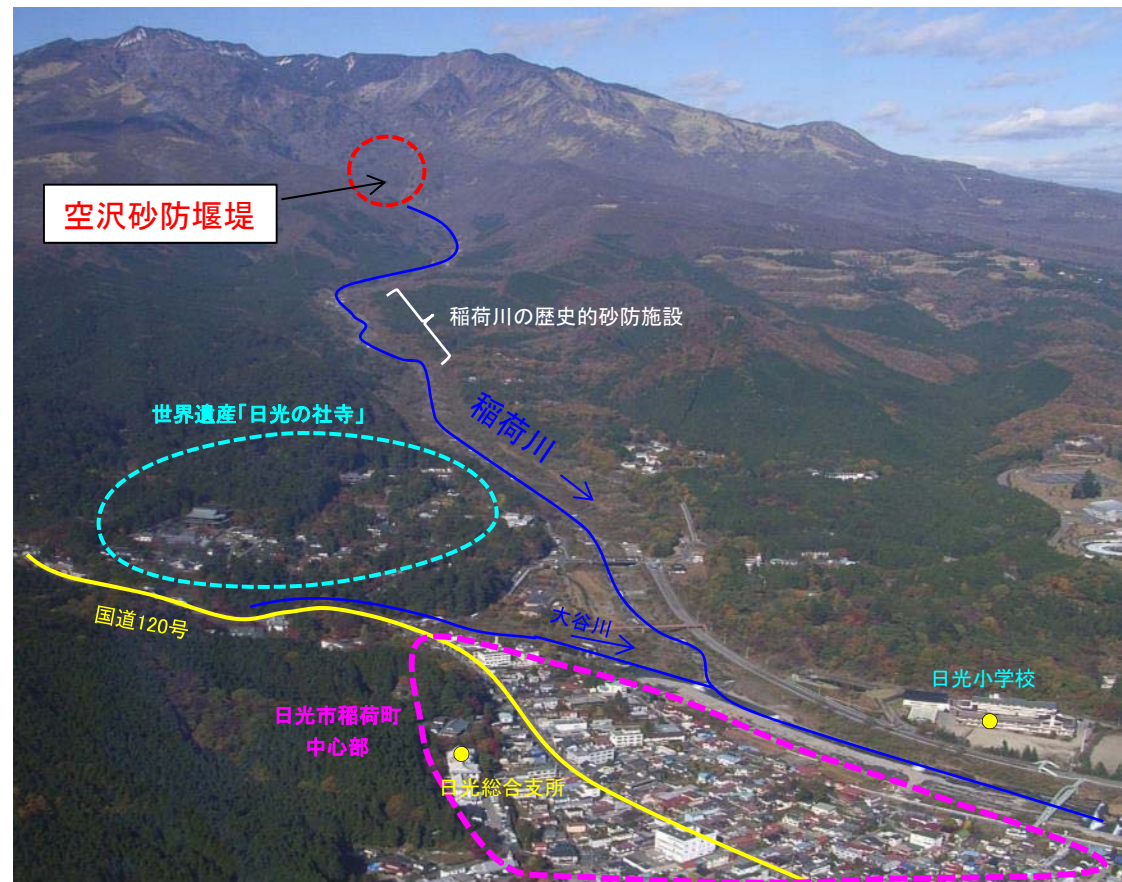 空沢砂防堰堤
稲荷川の歴史的砂防施設
世界遺産「日光の社寺」
稲荷川
国道120号
大谷川
日光小学校
日光市稲荷町
中心部
日光総合支所